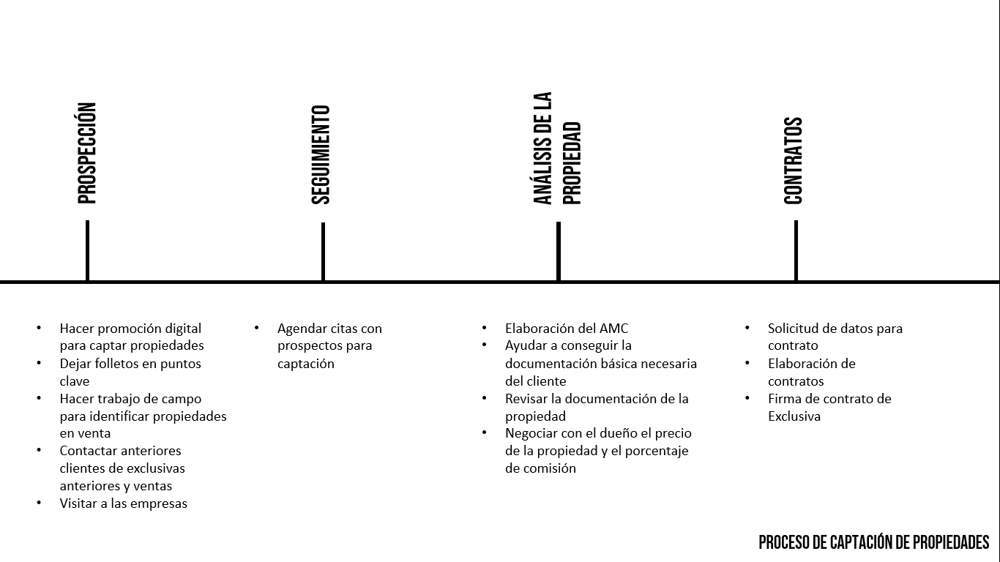 PROSPECCIÓN
SEGUIMIENTO
ANÁLISIS DE LA
PROPIEDAD
CONTRATOS
• Hacer promoción digital
para captar propiedades
• Dejar folletos en puntos
clave
• Hacer trabajo de campo
para identificar propiedades
en venta
• Contactar anteriores
clientes de exclusivas
anteriores y ventas
• Visitar a las empresas
• Agendar citas con
prospectos para
captación
• Elaboración del AMC
• Ayudar a conseguir la
documentación básica necesaria
del cliente
• Revisar la documentación de la
propiedad
• Negociar con el dueño el precio
de la propiedad y el porcentaje
de comisión
• Solicitud de datos para
contrato
• Elaboración de
contratos
• Firma de contrato de
Exclusiva
PROCESO DE CAPTACIÓN DE PROPIEDADES